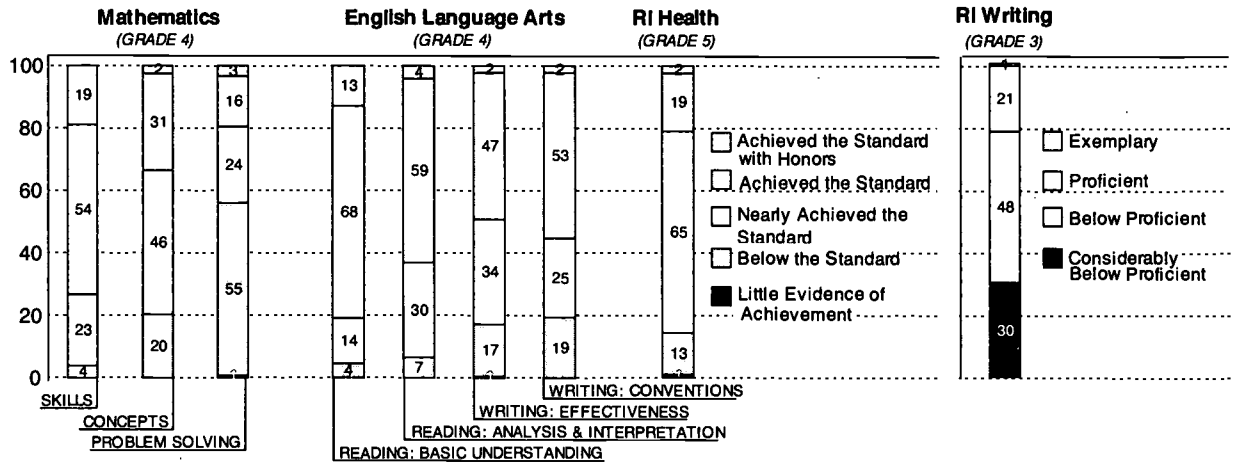 Mathematics
(GRADE 4)
English Language Arts
(GRADE 4)
RI Health
(GRADE 5)
RI Writing
(GRADE 3)
100
80
60
40
20
0
19
54
23
4
2
31
46
20
3
16
24
55
13
68
14
4
4
59
30
7
2
47
34
17
2
53
25
19
2
19
65
13
21
48
30
Achieved the Standard
with Honors
Achieved the Standard
Nearly Achieved the
Standard
Below the Standard
Little Evidence of
Achievement
Exemplary
Proficient
Below Proficient
Considerably
Below Proficient
SKILLS
CONCEPTS
PROBLEM SOLVING
WRITING: CONVENTIONS
WRITING: EFFECTIVENESS
READING: ANALYSIS & INTERPRETATION
READING: BASIC UNDERSTANDING